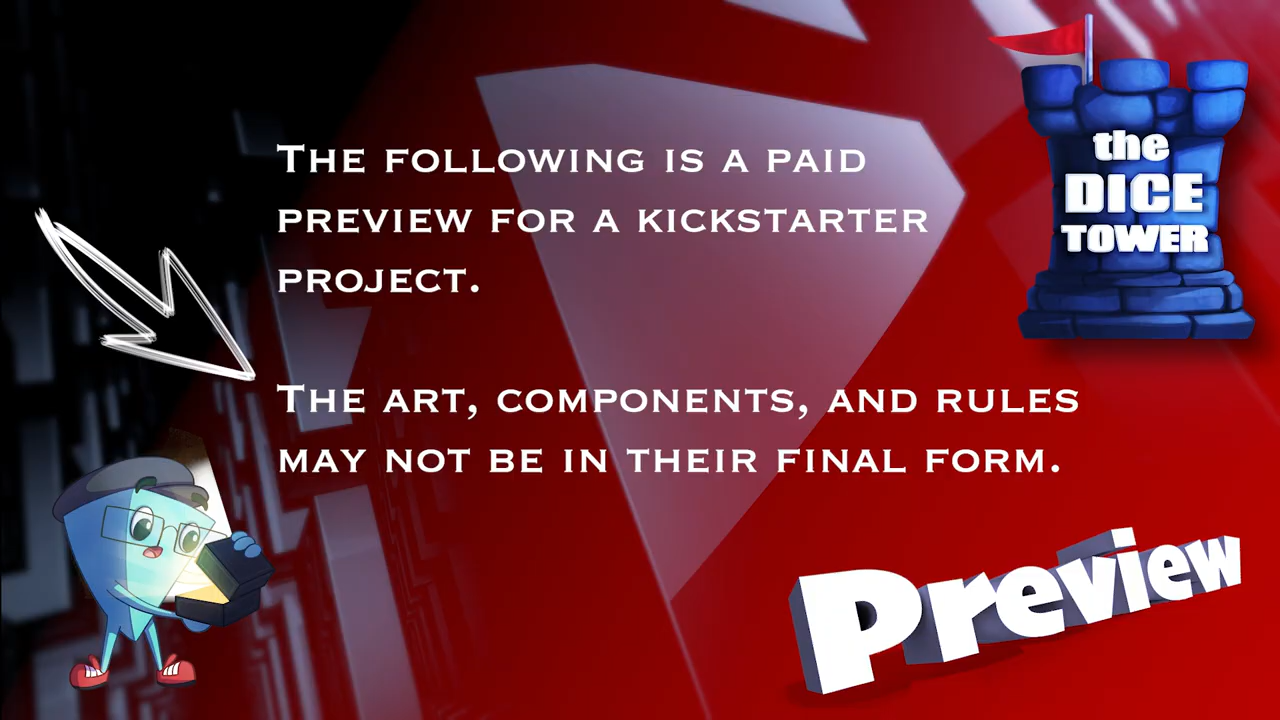 The following is a paid
preview for a kickstarter
project.
The art, components, and rules
may not be in their final form.
the
DICE
TOWER
Preview